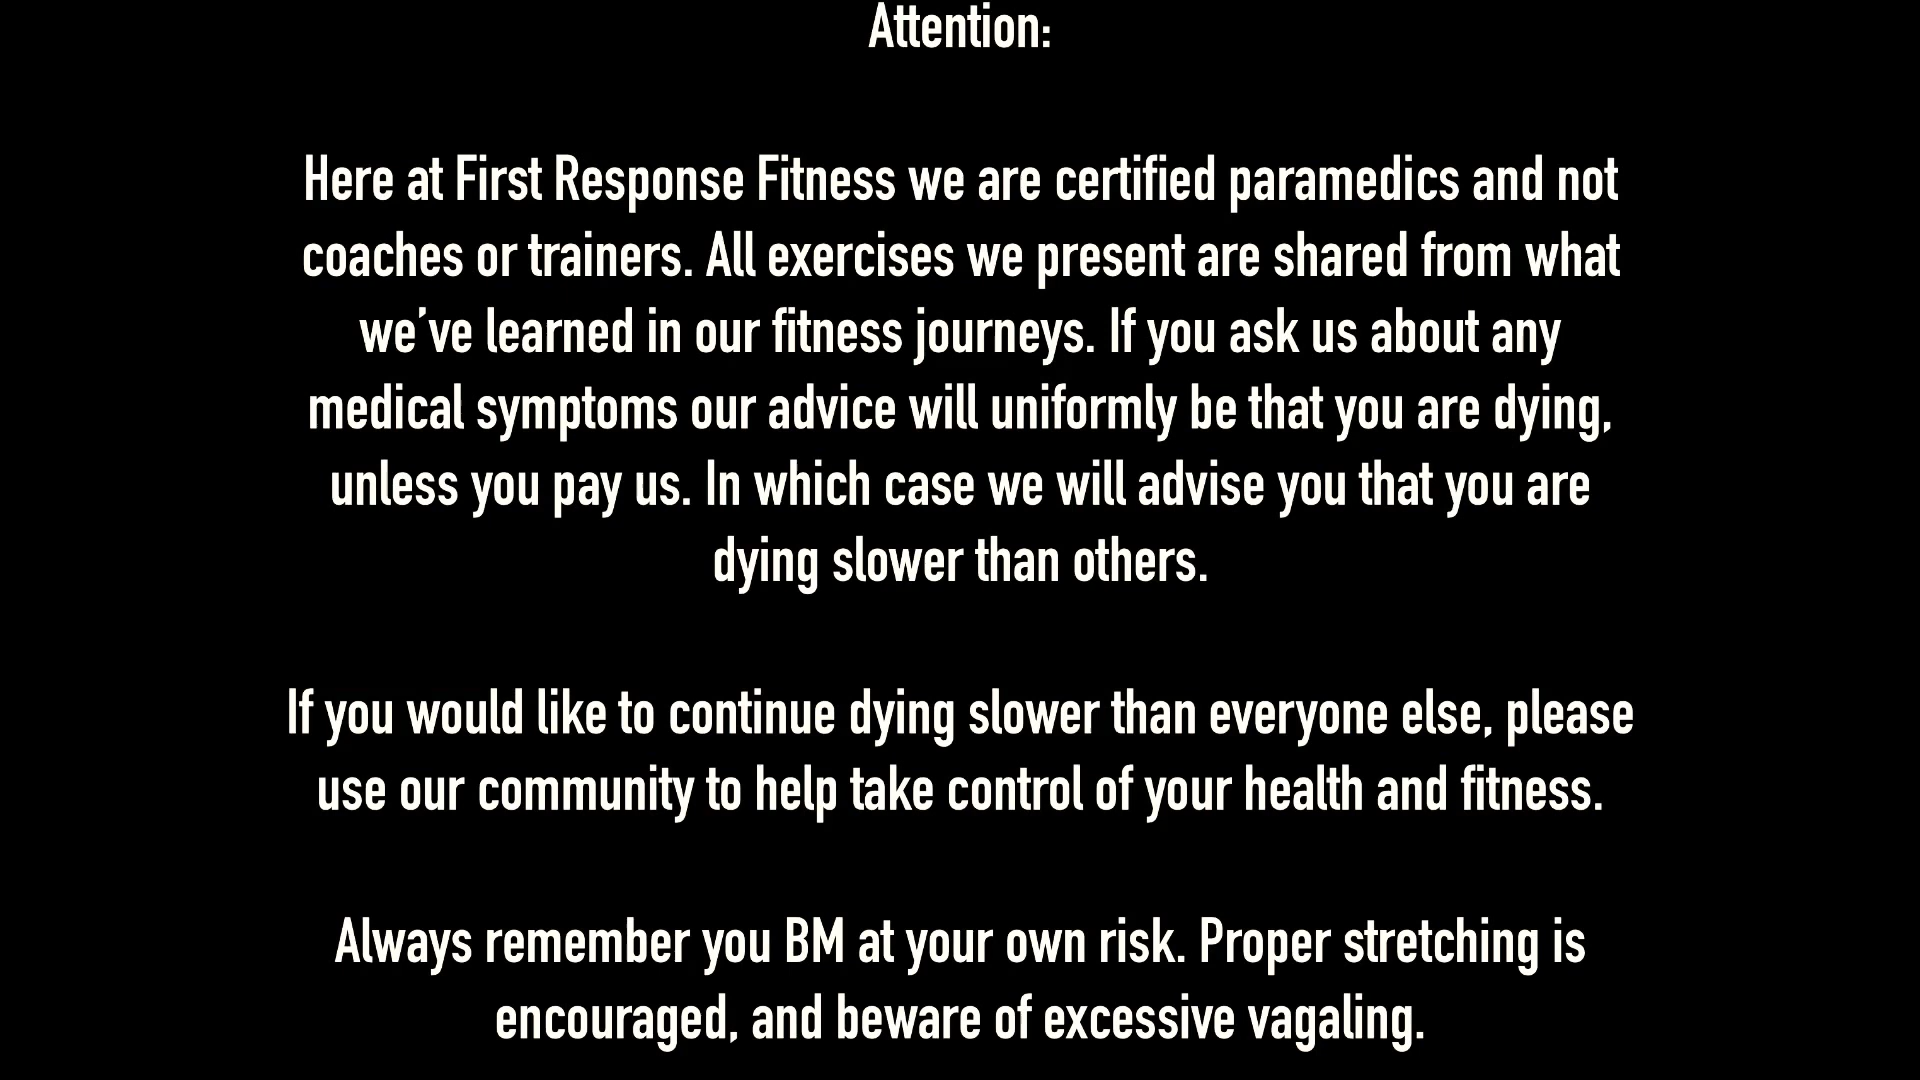 Attention:
Here at First Response Fitness we are certified paramedics and not
coaches or trainers. All exercises we present are shared from what
we’ve learned in our fitness journeys. If you ask us about any
medical symptoms our advice will uniformly be that you are dying,
unless you pay us. In which case we will advise you that you are
dying slower than others.
If you would like to continue dying slower than everyone else, please
use our community to help take control of your health and fitness.
Always remember you BM at your own risk. Proper stretching is
encouraged, and beware of excessive vagaling.